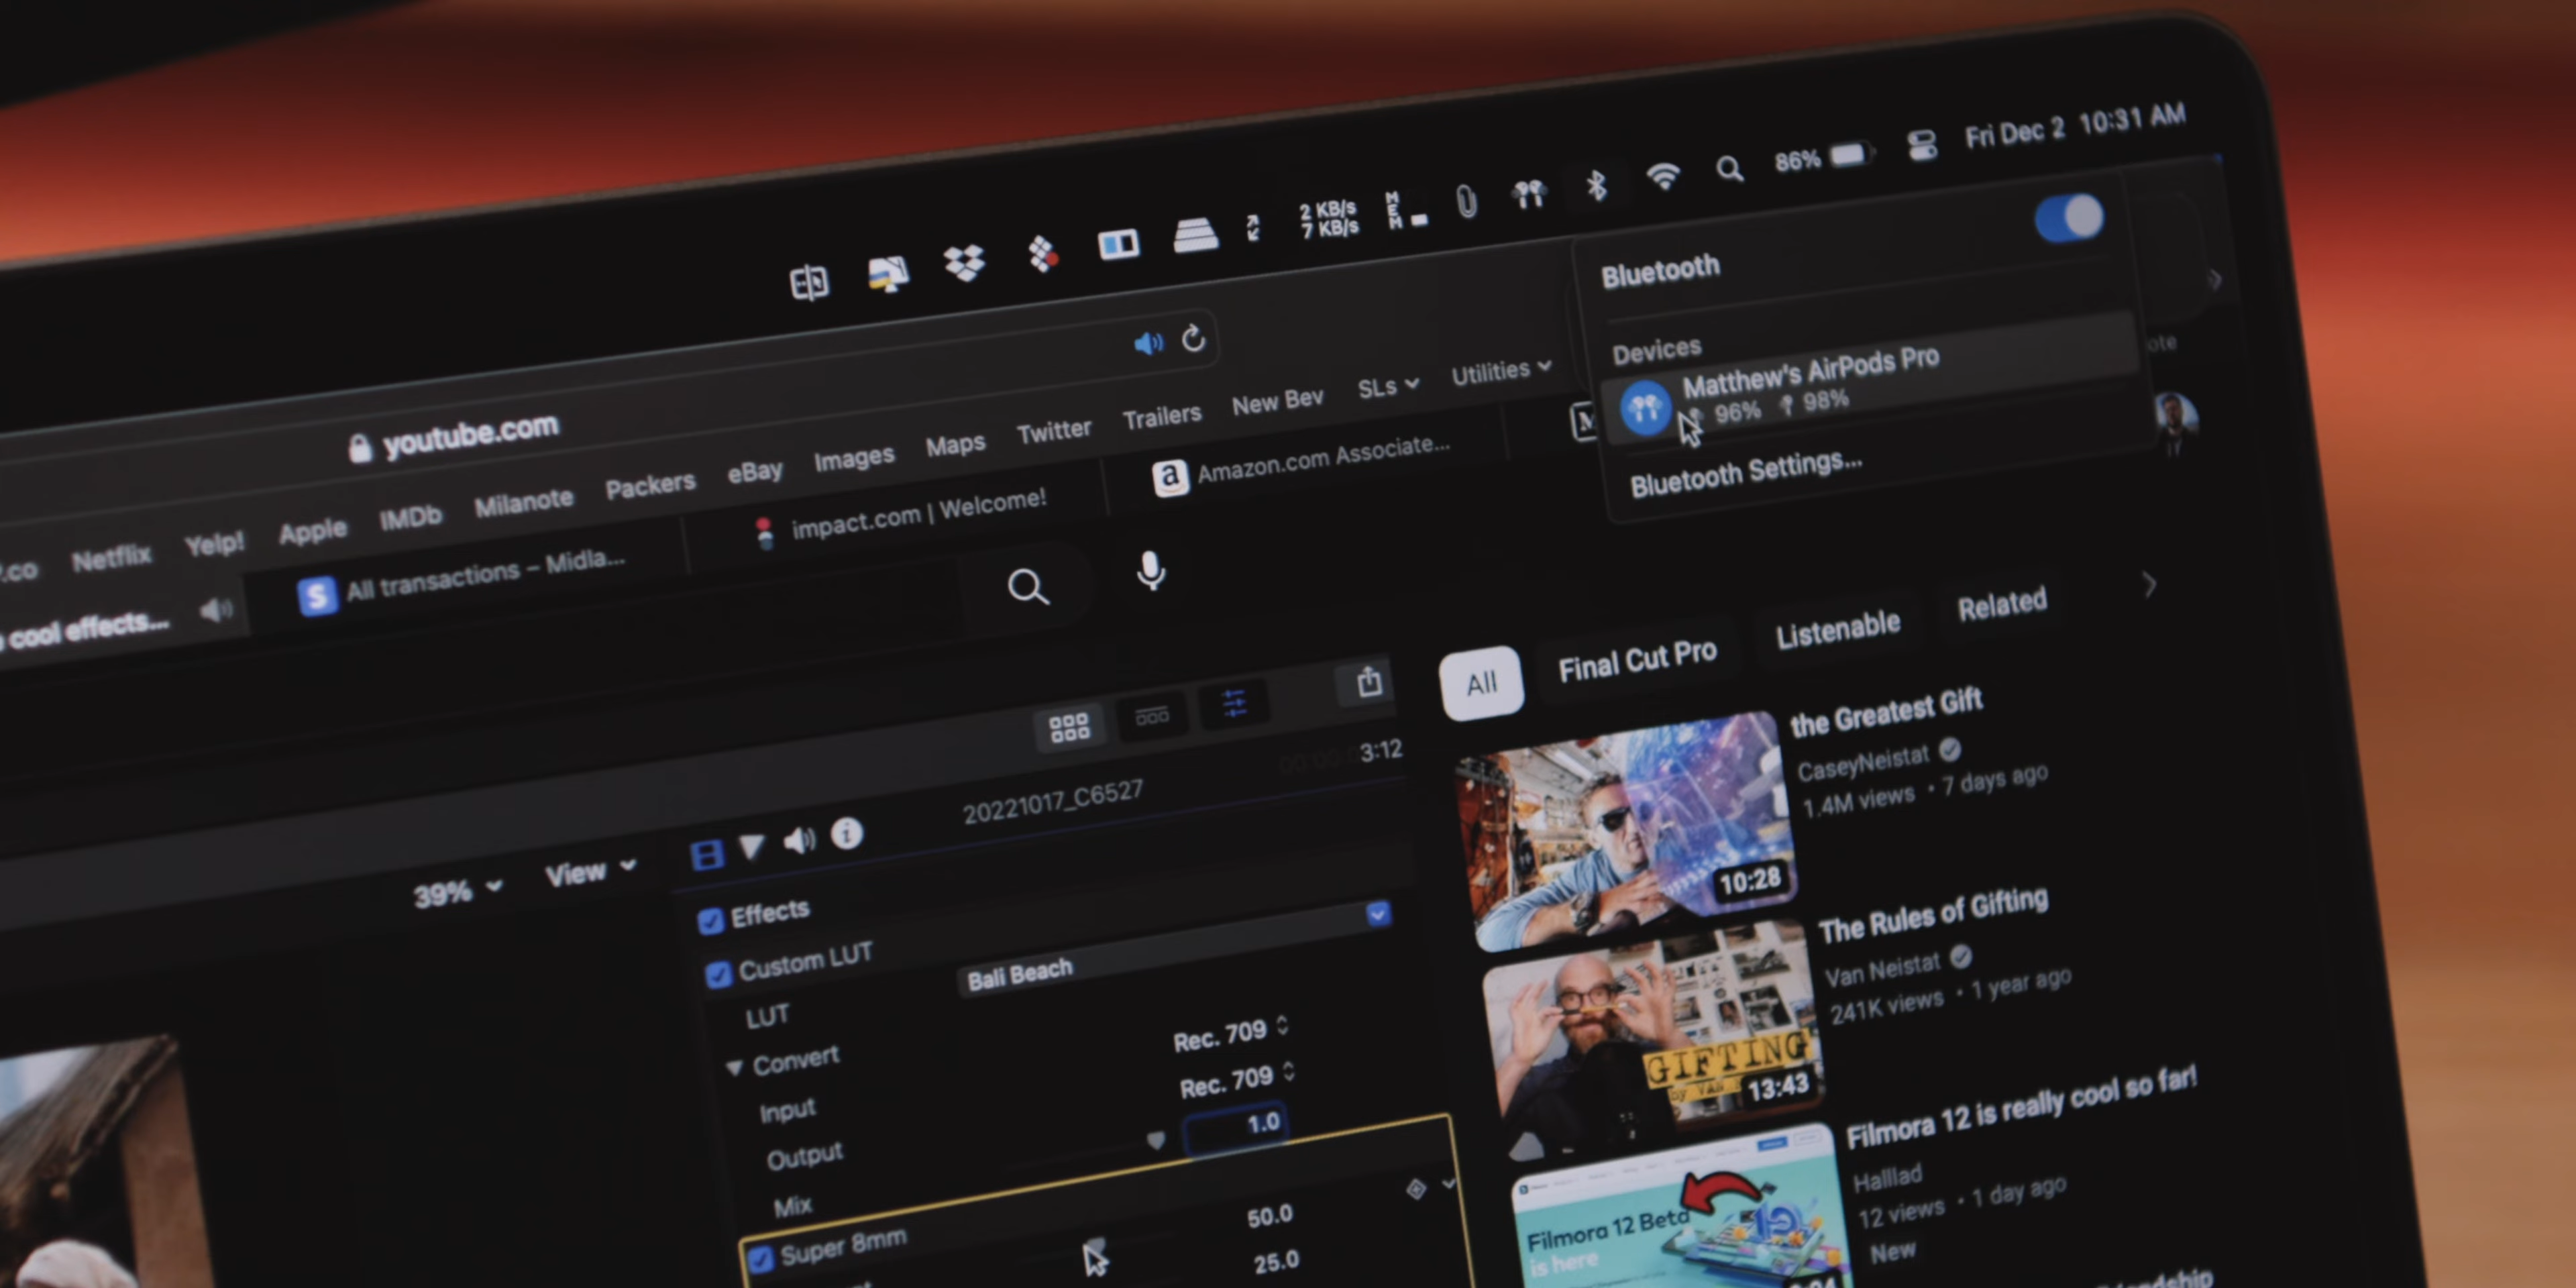 Fri Dec 2 10:31 AM
86%
2 KB/s
7 KB/s
MEM
Bluetooth
Devices
Matthew's AirPods Pro
96% 98%
Bluetooth Settings...
youtube.com
.co Netflix Yelp! Apple IMDb Milanote Packers eBay Images Maps Twitter Trailers New Bev SLs Utilities
cool effects...
S All transactions – Midla...
impact.com | Welcome!
a Amazon.com Associate...
All Final Cut Pro Listenable Related
3:12
20221017_C6527
39% View
Effects
Custom LUT
LUT Bali Beach
Convert
Input Rec. 709
Output Rec. 709
Mix 1.0
Super 8mm
50.0
25.0
the Greatest Gift
CaseyNeistat
1.4M views • 7 days ago
10:28
The Rules of Gifting
Van Neistat
241K views • 1 year ago
GIFTING
by VAN
13:43
Filmora 12 is really cool so far!
Halllad
12 views • 1 day ago
New
Filmora 12 Beta
is here